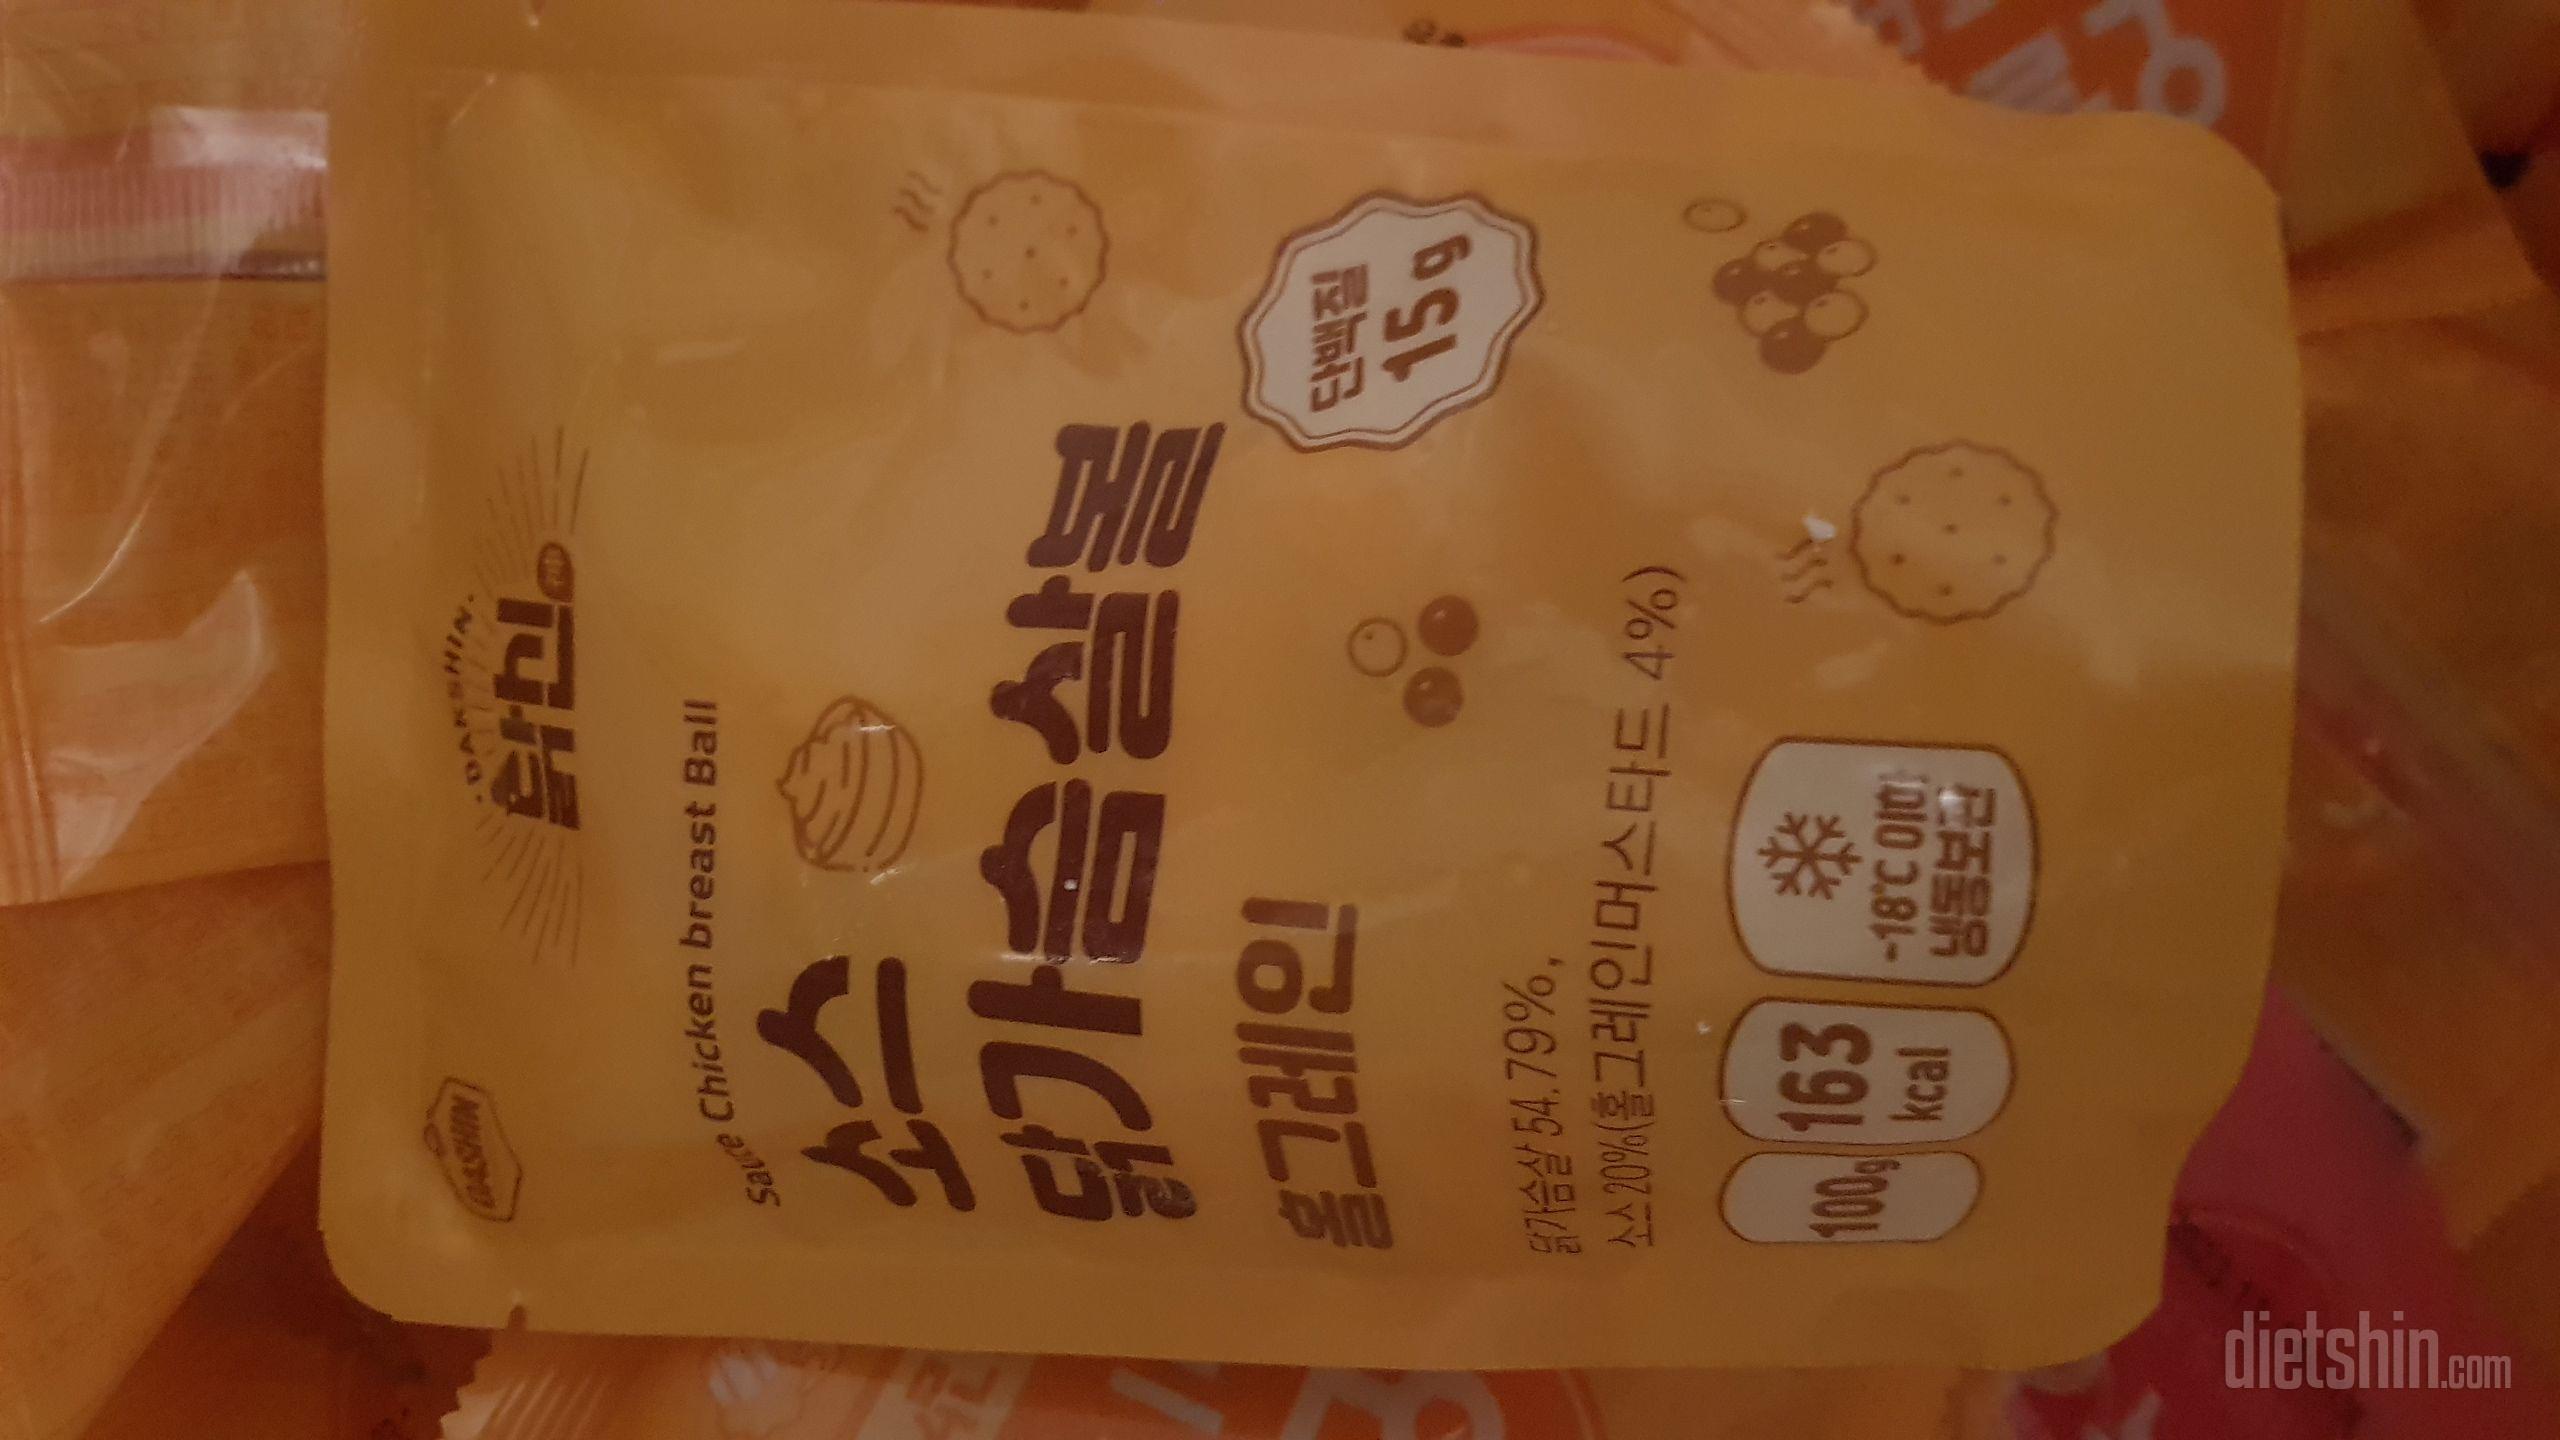 DASHIN
DAKSHIN
닭신
Sauce Chicken breast Ball
소스
닭가슴살볼
홀그레인
단백질
15g
닭가슴살 54.79%,
소스 20%(홀그레인머스타드 4%)
100g
163
kcal
-18℃ 이하
냉동보관
dietshin.com